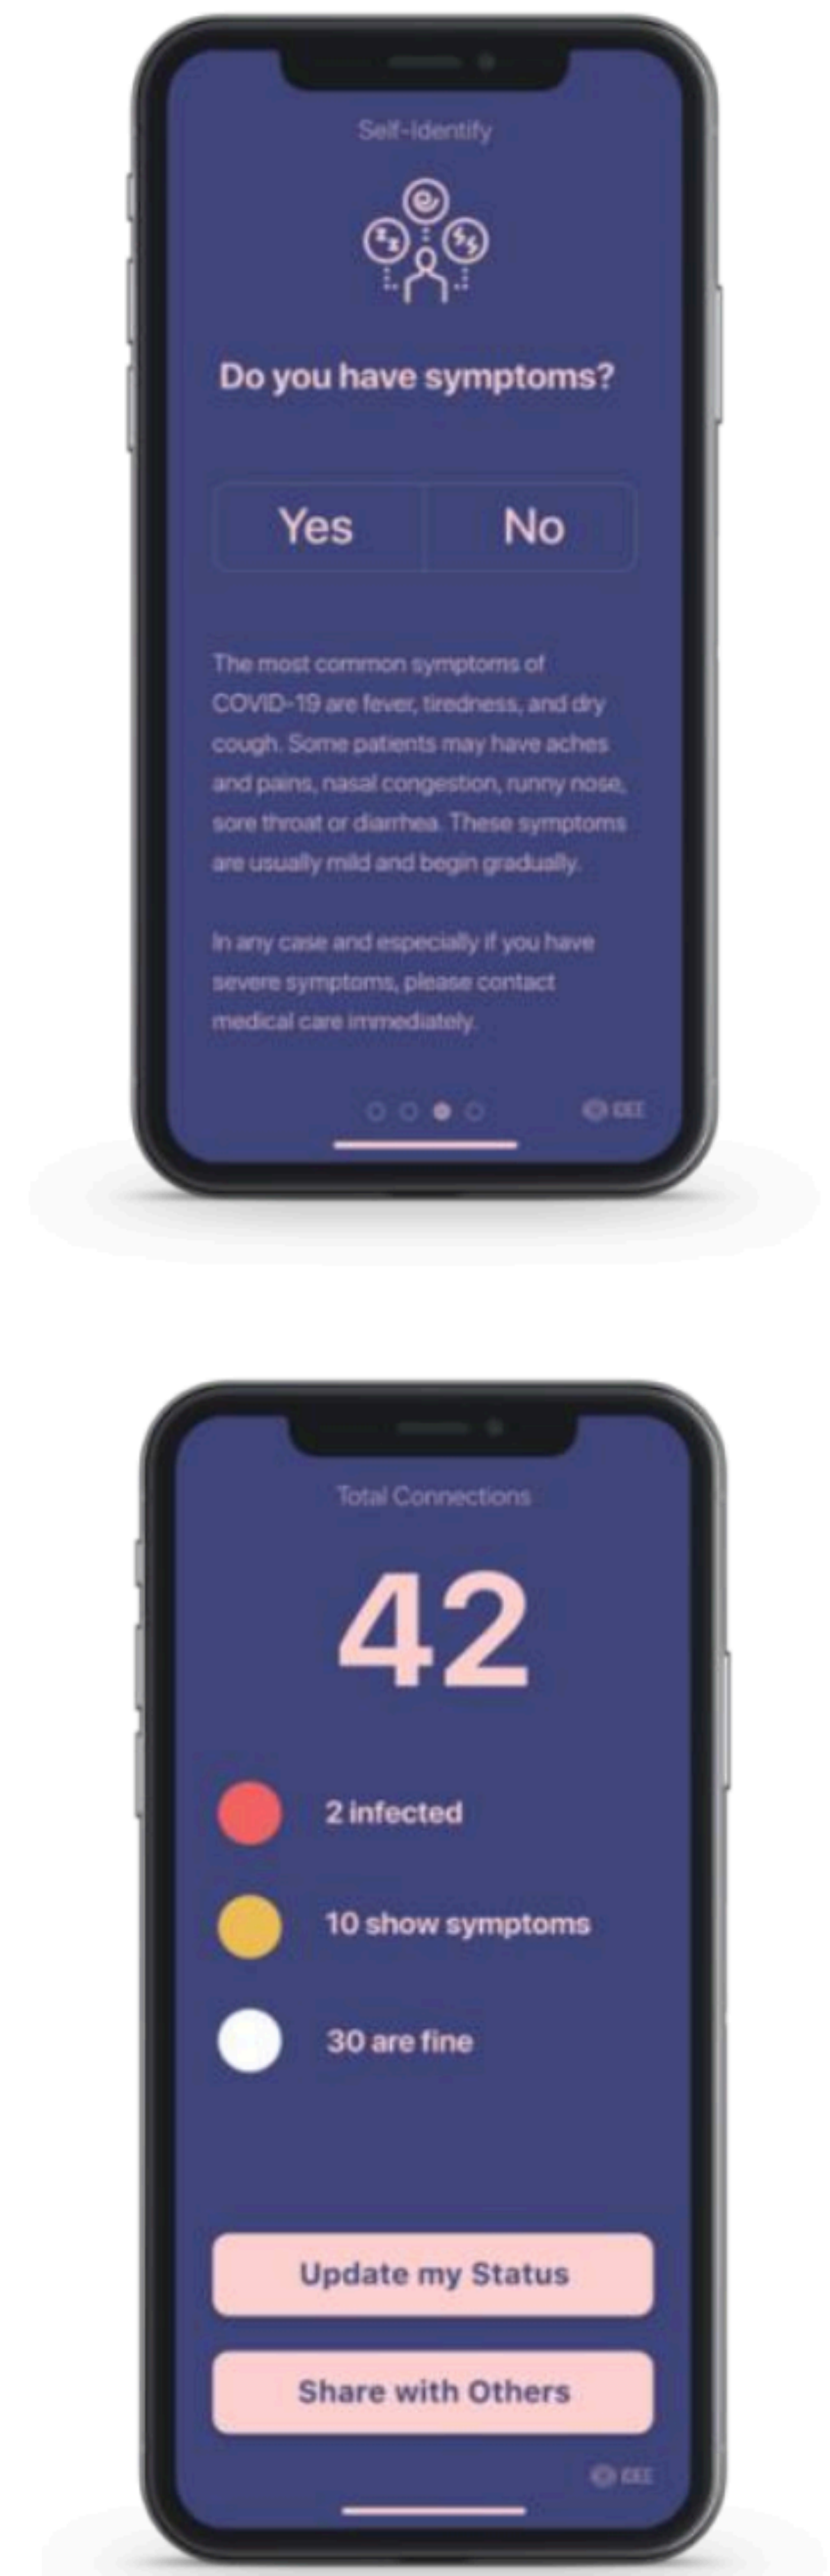 Self-Identify
Do you have symptoms?
Yes No
The most common symptoms of
COVID-19 are fever, tiredness, and dry
cough. Some patients may have aches
and pains, nasal congestion, runny nose,
sore throat or diarrhea. These symptoms
are usually mild and begin gradually.
In any case and especially if you have
severe symptoms, please contact
medical care immediately.
IDEE
Total Connections
42
2 infected
10 show symptoms
30 are fine
Update my Status
Share with Others
IDEE